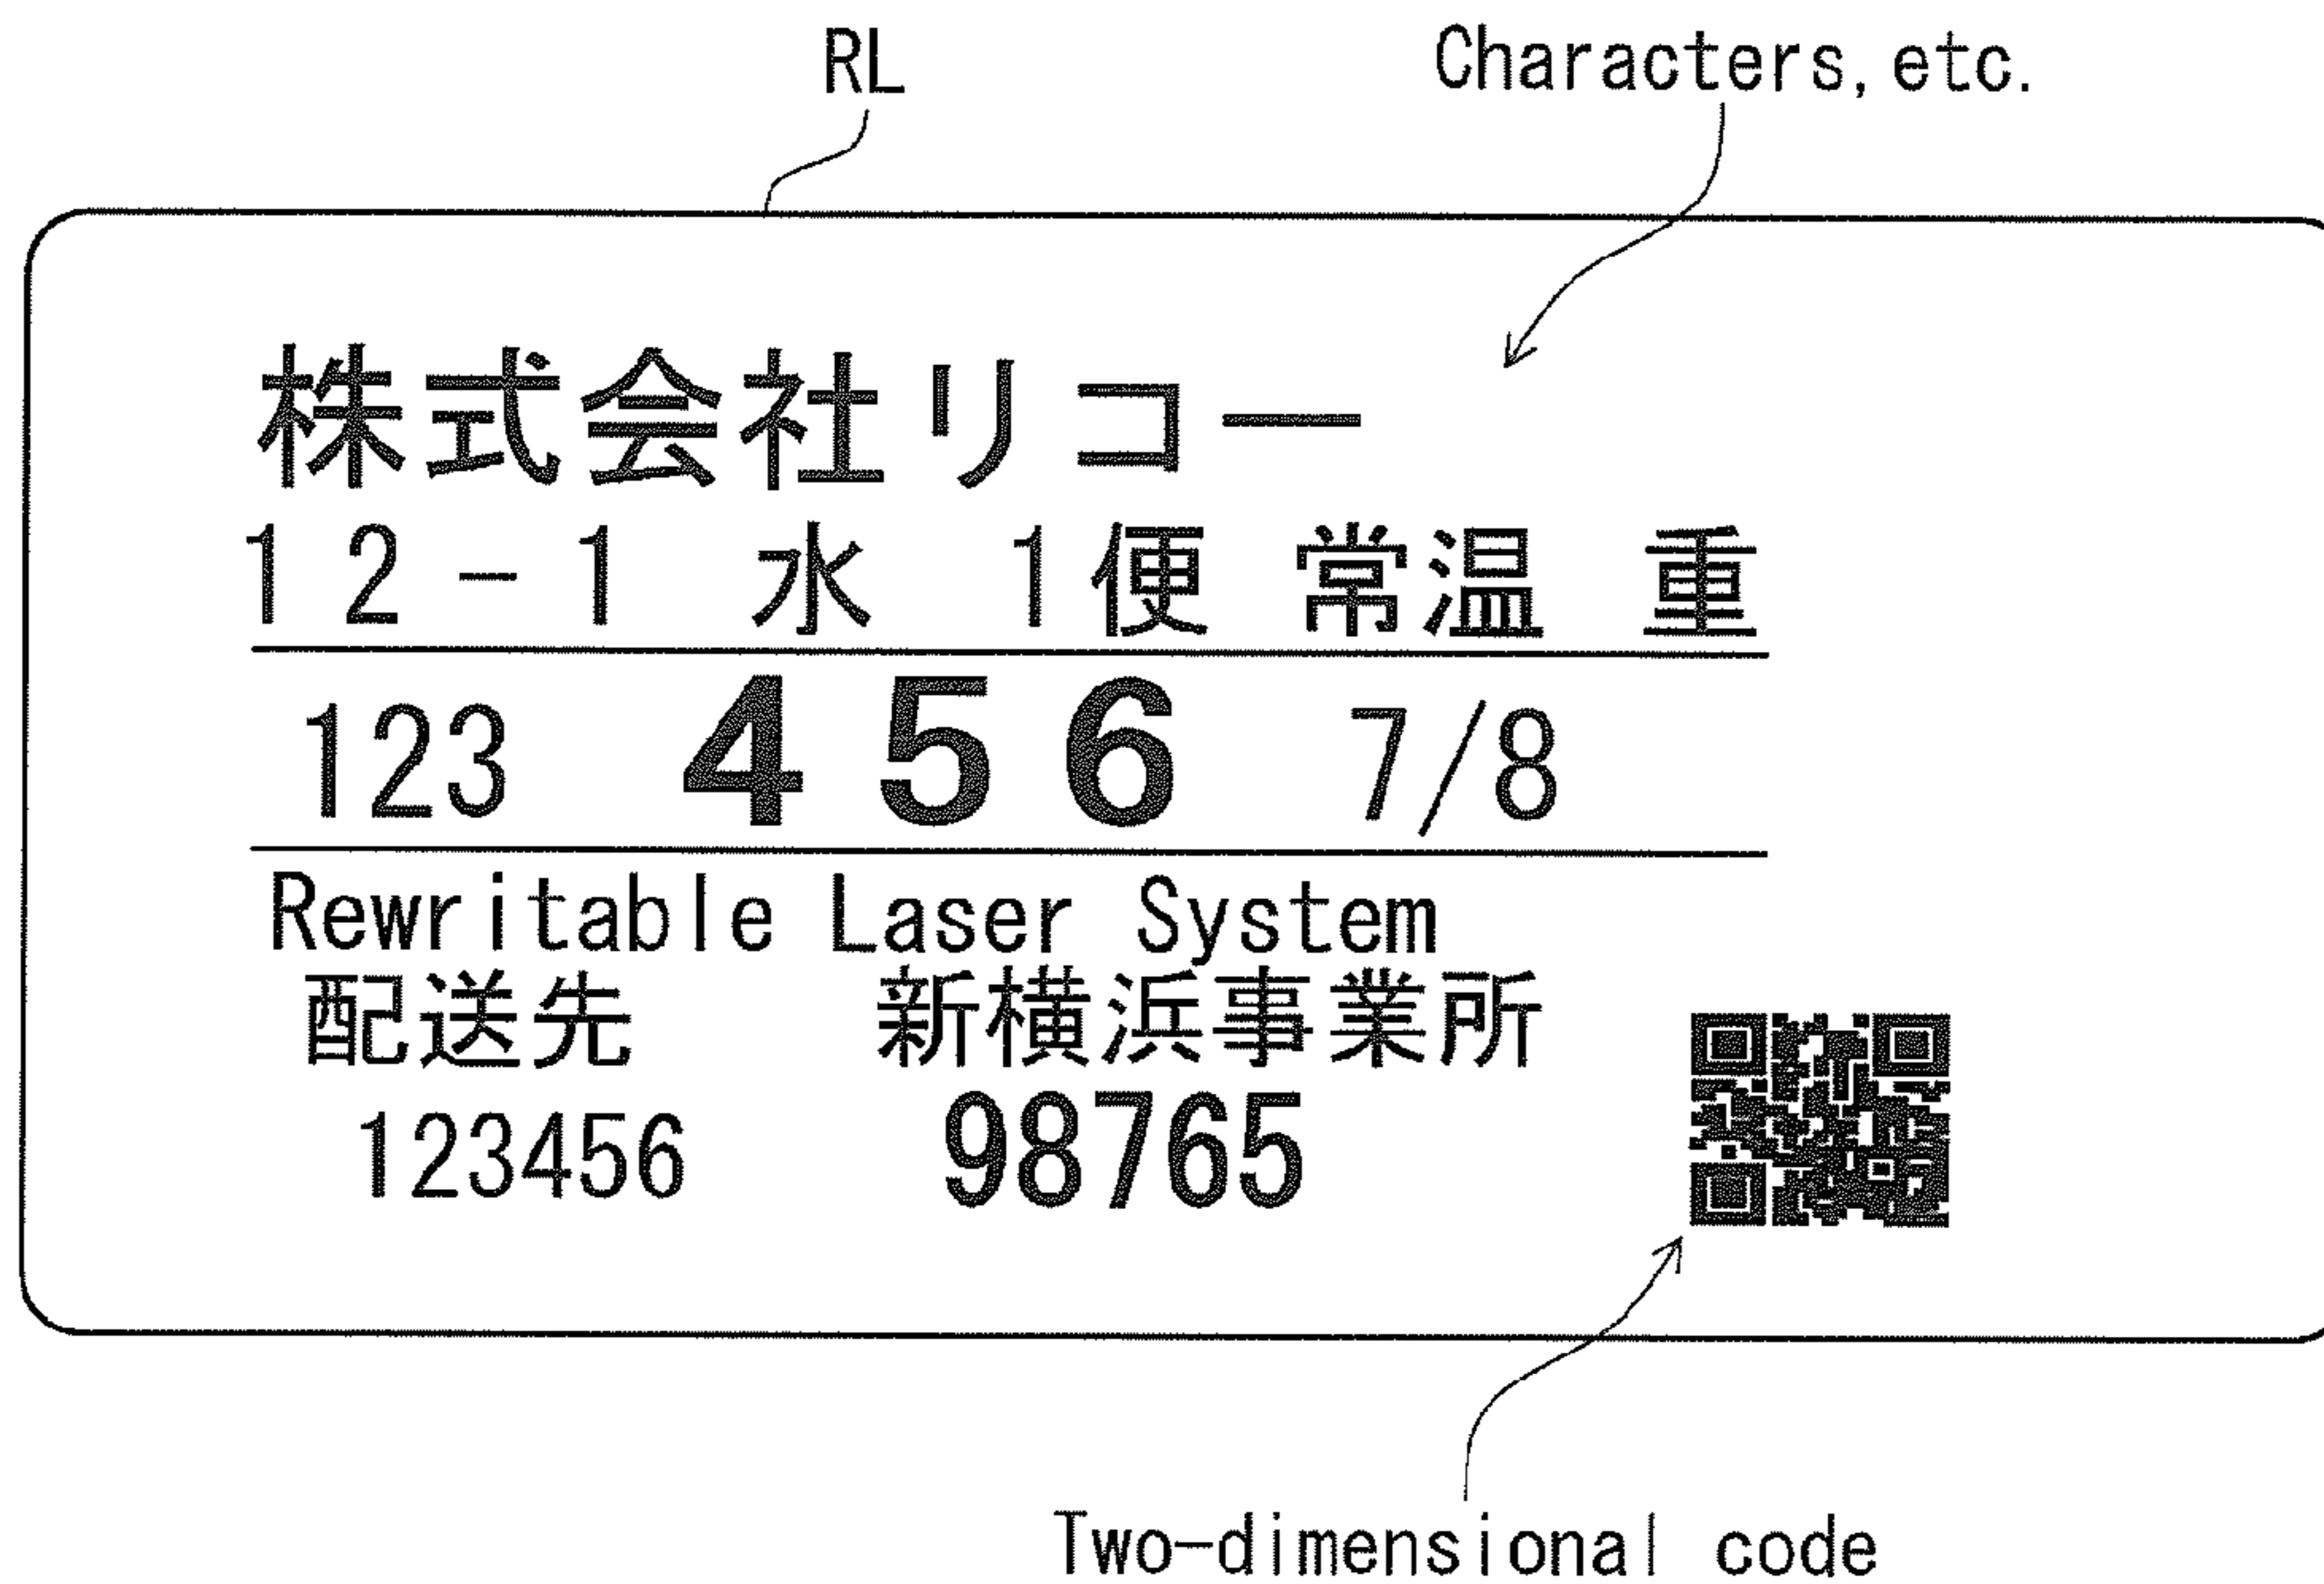 RL
Characters, etc.
株式会社リコー
12-1 水 1便 常温 重
123 456 7/8
Rewritable Laser System
配送先 新横浜事業所
123456 98765
Two-dimensional code